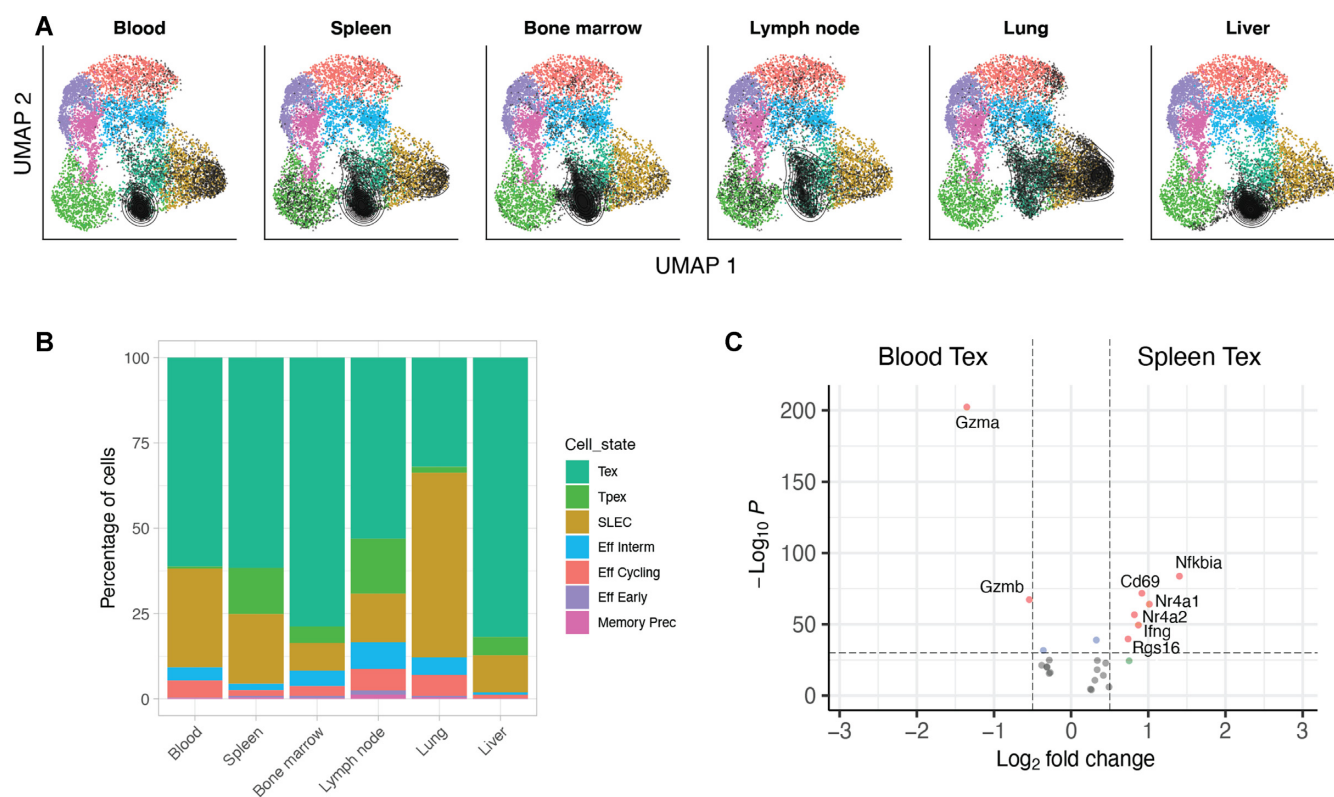 A
Blood
Spleen
Bone marrow
Lymph node
Lung
Liver
UMAP 2
UMAP 1
B
Percentage of cells
100
75
50
25
0
Blood
Spleen
Bone marrow
Lymph node
Lung
Liver
Cell_state
Tex
Tpex
SLEC
Eff Interm
Eff Cycling
Eff Early
Memory Prec
C
Blood Tex
Spleen Tex
−Log10 P
200
150
100
50
0
Gzma
Gzmb
Nfkbia
Cd69
Nr4a1
Nr4a2
Ifng
Rgs16
−3
−2
−1
0
1
2
3
Log2 fold change